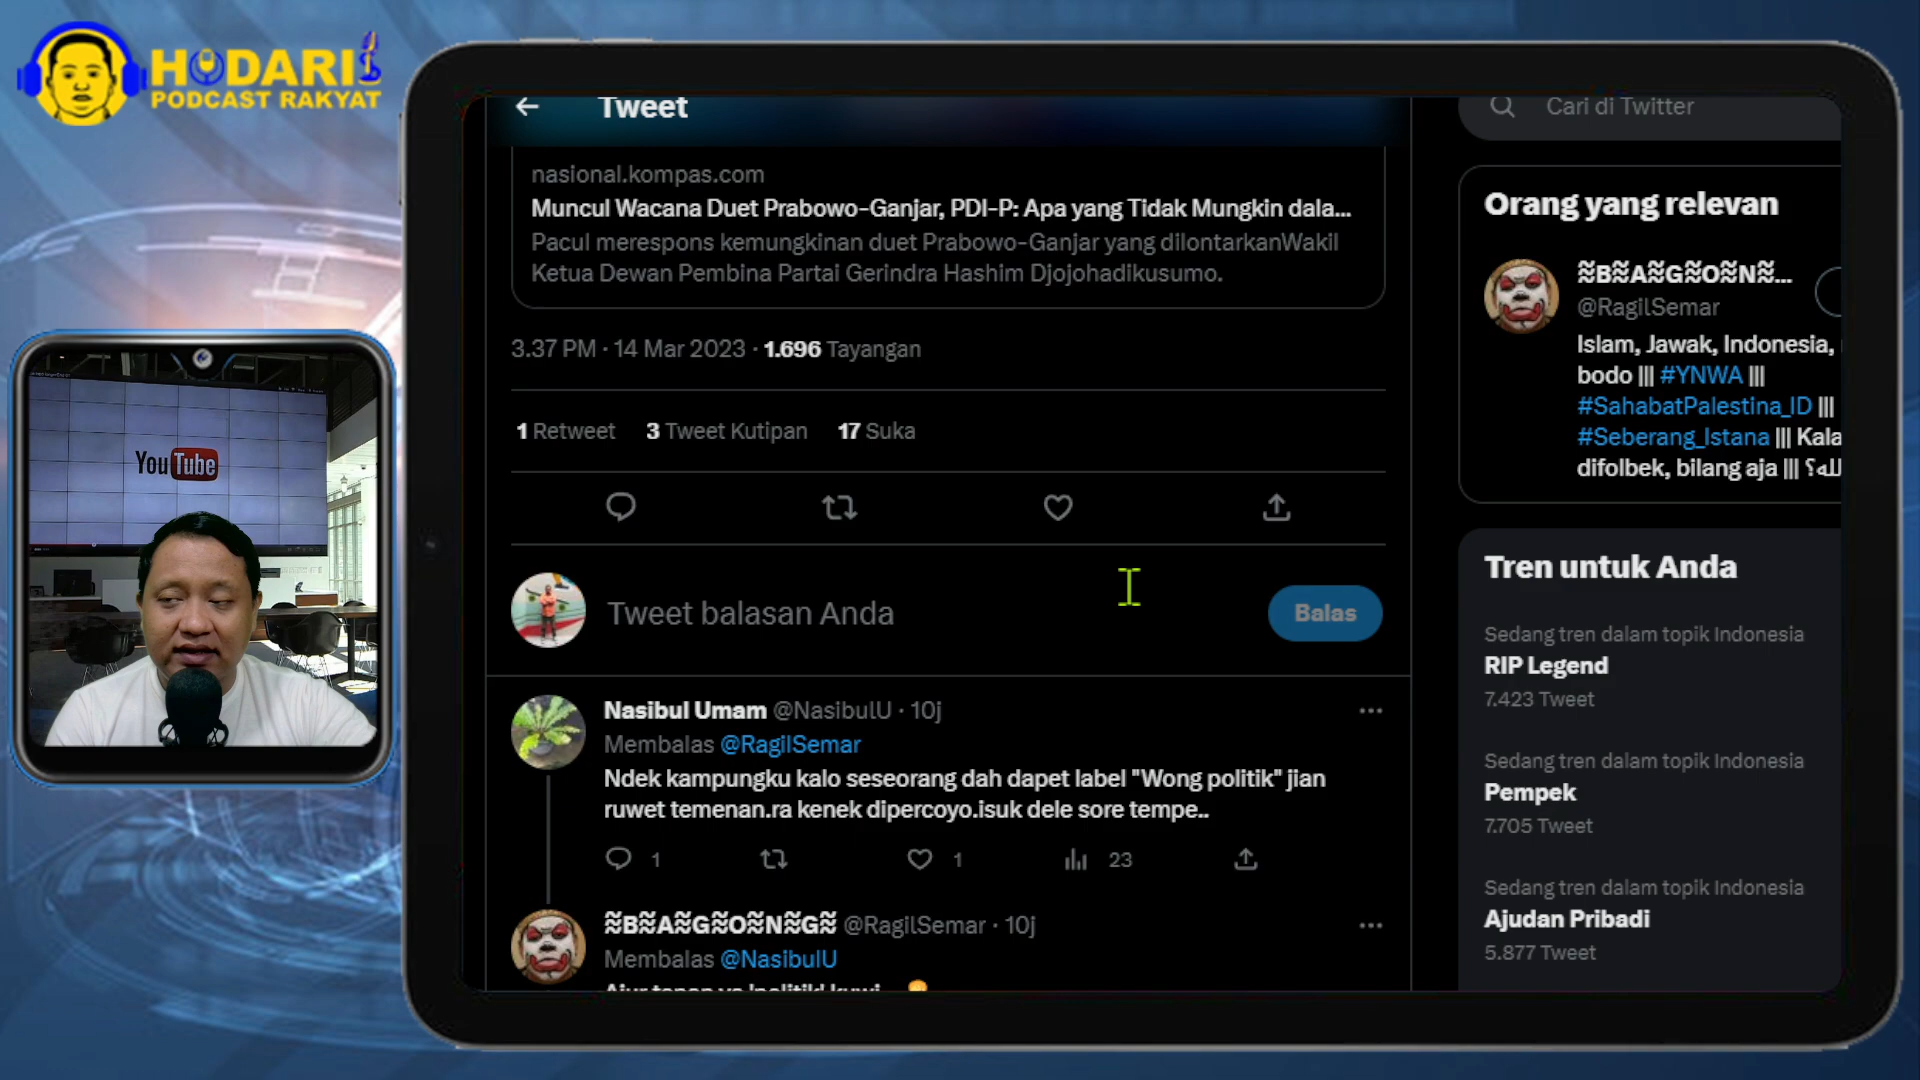 HODARI
PODCAST RAKYAT
YouTube
Tweet
nasional.kompas.com
Muncul Wacana Duet Prabowo-Ganjar, PDI-P: Apa yang Tidak Mungkin dala...
Pacul merespons kemungkinan duet Prabowo-Ganjar yang dilontarkanWakil
Ketua Dewan Pembina Partai Gerindra Hashim Djojohadikusumo.
3.37 PM · 14 Mar 2023 · 1.696 Tayangan
1 Retweet 3 Tweet Kutipan 17 Suka
Tweet balasan Anda
Balas
Nasibul Umam @NasibulU · 10j
Membalas @RagilSemar
Ndek kampungku kalo seseorang dah dapet label "Wong politik" jian
ruwet temenan.ra kenek dipercoyo.isuk dele sore tempe..
1 1 23
≋B≋A≋G≋O≋N≋G≋ @RagilSemar · 10j
Membalas @NasibulU
Cari di Twitter
Orang yang relevan
≋B≋A≋G≋O≋N≋...
@RagilSemar
Islam, Jawak, Indonesia,
bodo ||| #YNWA |||
#SahabatPalestina_ID |||
#Seberang_Istana ||| Kala
difolbek, bilang aja |||
Tren untuk Anda
Sedang tren dalam topik Indonesia
RIP Legend
7.423 Tweet
Sedang tren dalam topik Indonesia
Pempek
7.705 Tweet
Sedang tren dalam topik Indonesia
Ajudan Pribadi
5.877 Tweet